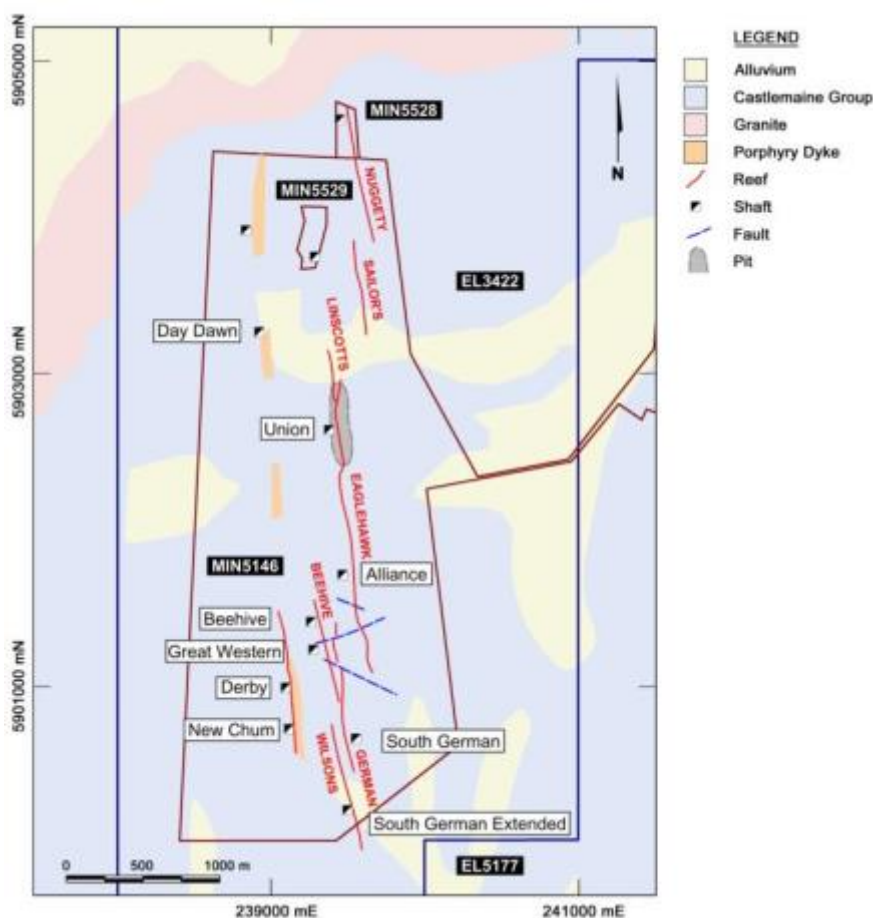 5905000 mN
5903000 mN
5901000 mN
MIN5528
NUGGETY
MIN5529
SAILOR'S
EL3422
LINSCOTTS
Day Dawn
Union
EAGLEHAWK
MIN5146
Alliance
BEEHIVE
Beehive
Great Western
Derby
New Chum
WILSONS
GERMAN
South German
South German Extended
EL5177
0 500 1000 m
239000 mE 241000 mE
LEGEND
Alluvium
Castlemaine Group
Granite
Porphyry Dyke
Reef
Shaft
Fault
Pit
N